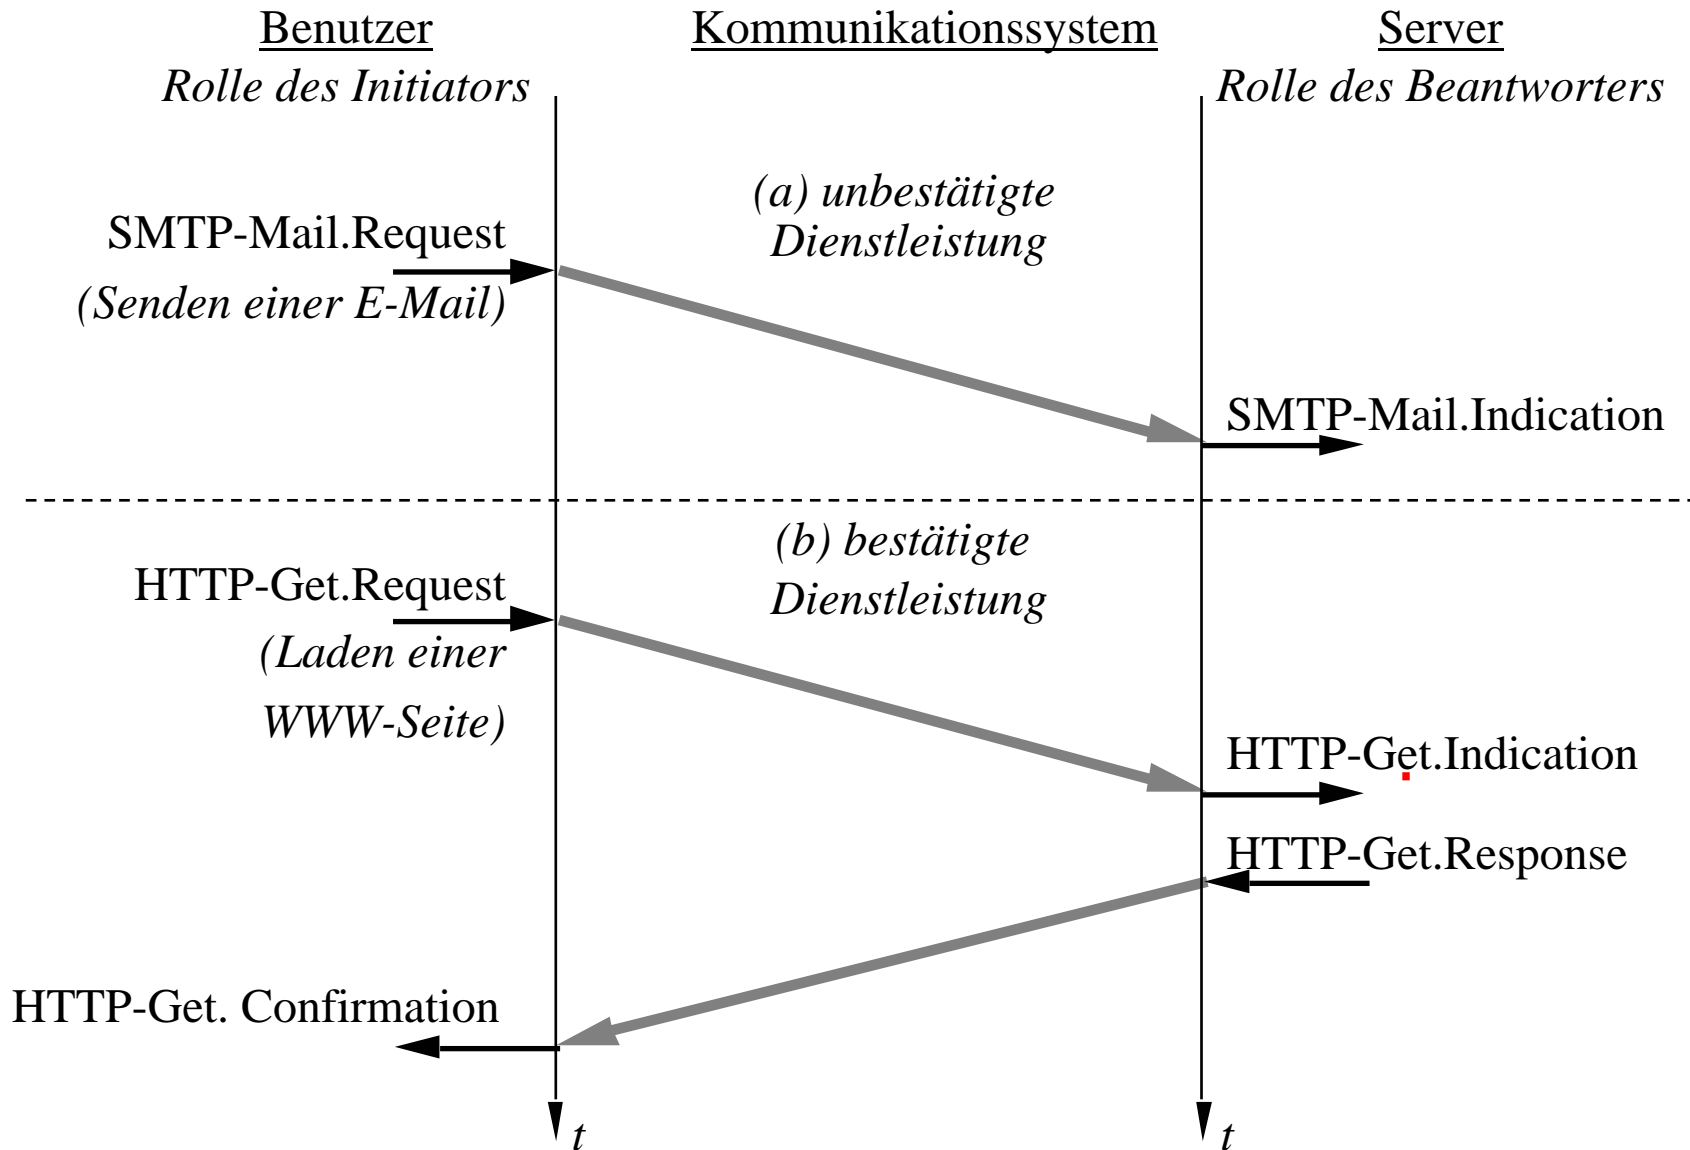 Benutzer Kommunikationssystem Server
Rolle des Initiators Rolle des Beantworters
(a) unbestätigte
Dienstleistung
SMTP-Mail.Request
(Senden einer E-Mail)
SMTP-Mail.Indication
(b) bestätigte
Dienstleistung
HTTP-Get.Request
(Laden einer
WWW-Seite)
HTTP-Get.Indication
HTTP-Get.Response
HTTP-Get. Confirmation
t t